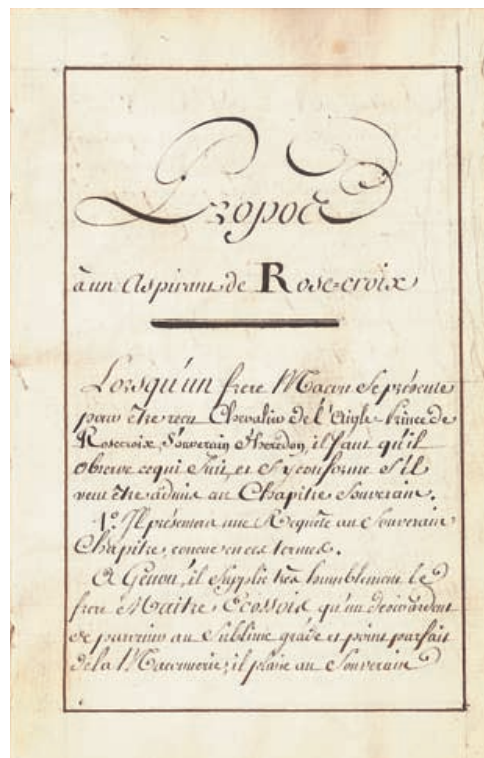 Propos
à un Aspirant de Rose-croix
Lorsqu'un frere Macon se présente
pour être recu Chevalier de l'Aigle Prince de
Rosecroix, Souverain d'heredon, il faut qu'il
observe ce qui suit, et s'y conforme s'il
veut être admis au Chapitre Souverain.
1.º Il présentera une Requête au Souverain
Chapitre, concue en ces termes.
A Genou, il supplie très humblement le
frere Maitre Ecossois qu'un desir ardent
de parvenir au Sublime grade et point parfait
de la Maconnerie; il plaise au Souverain